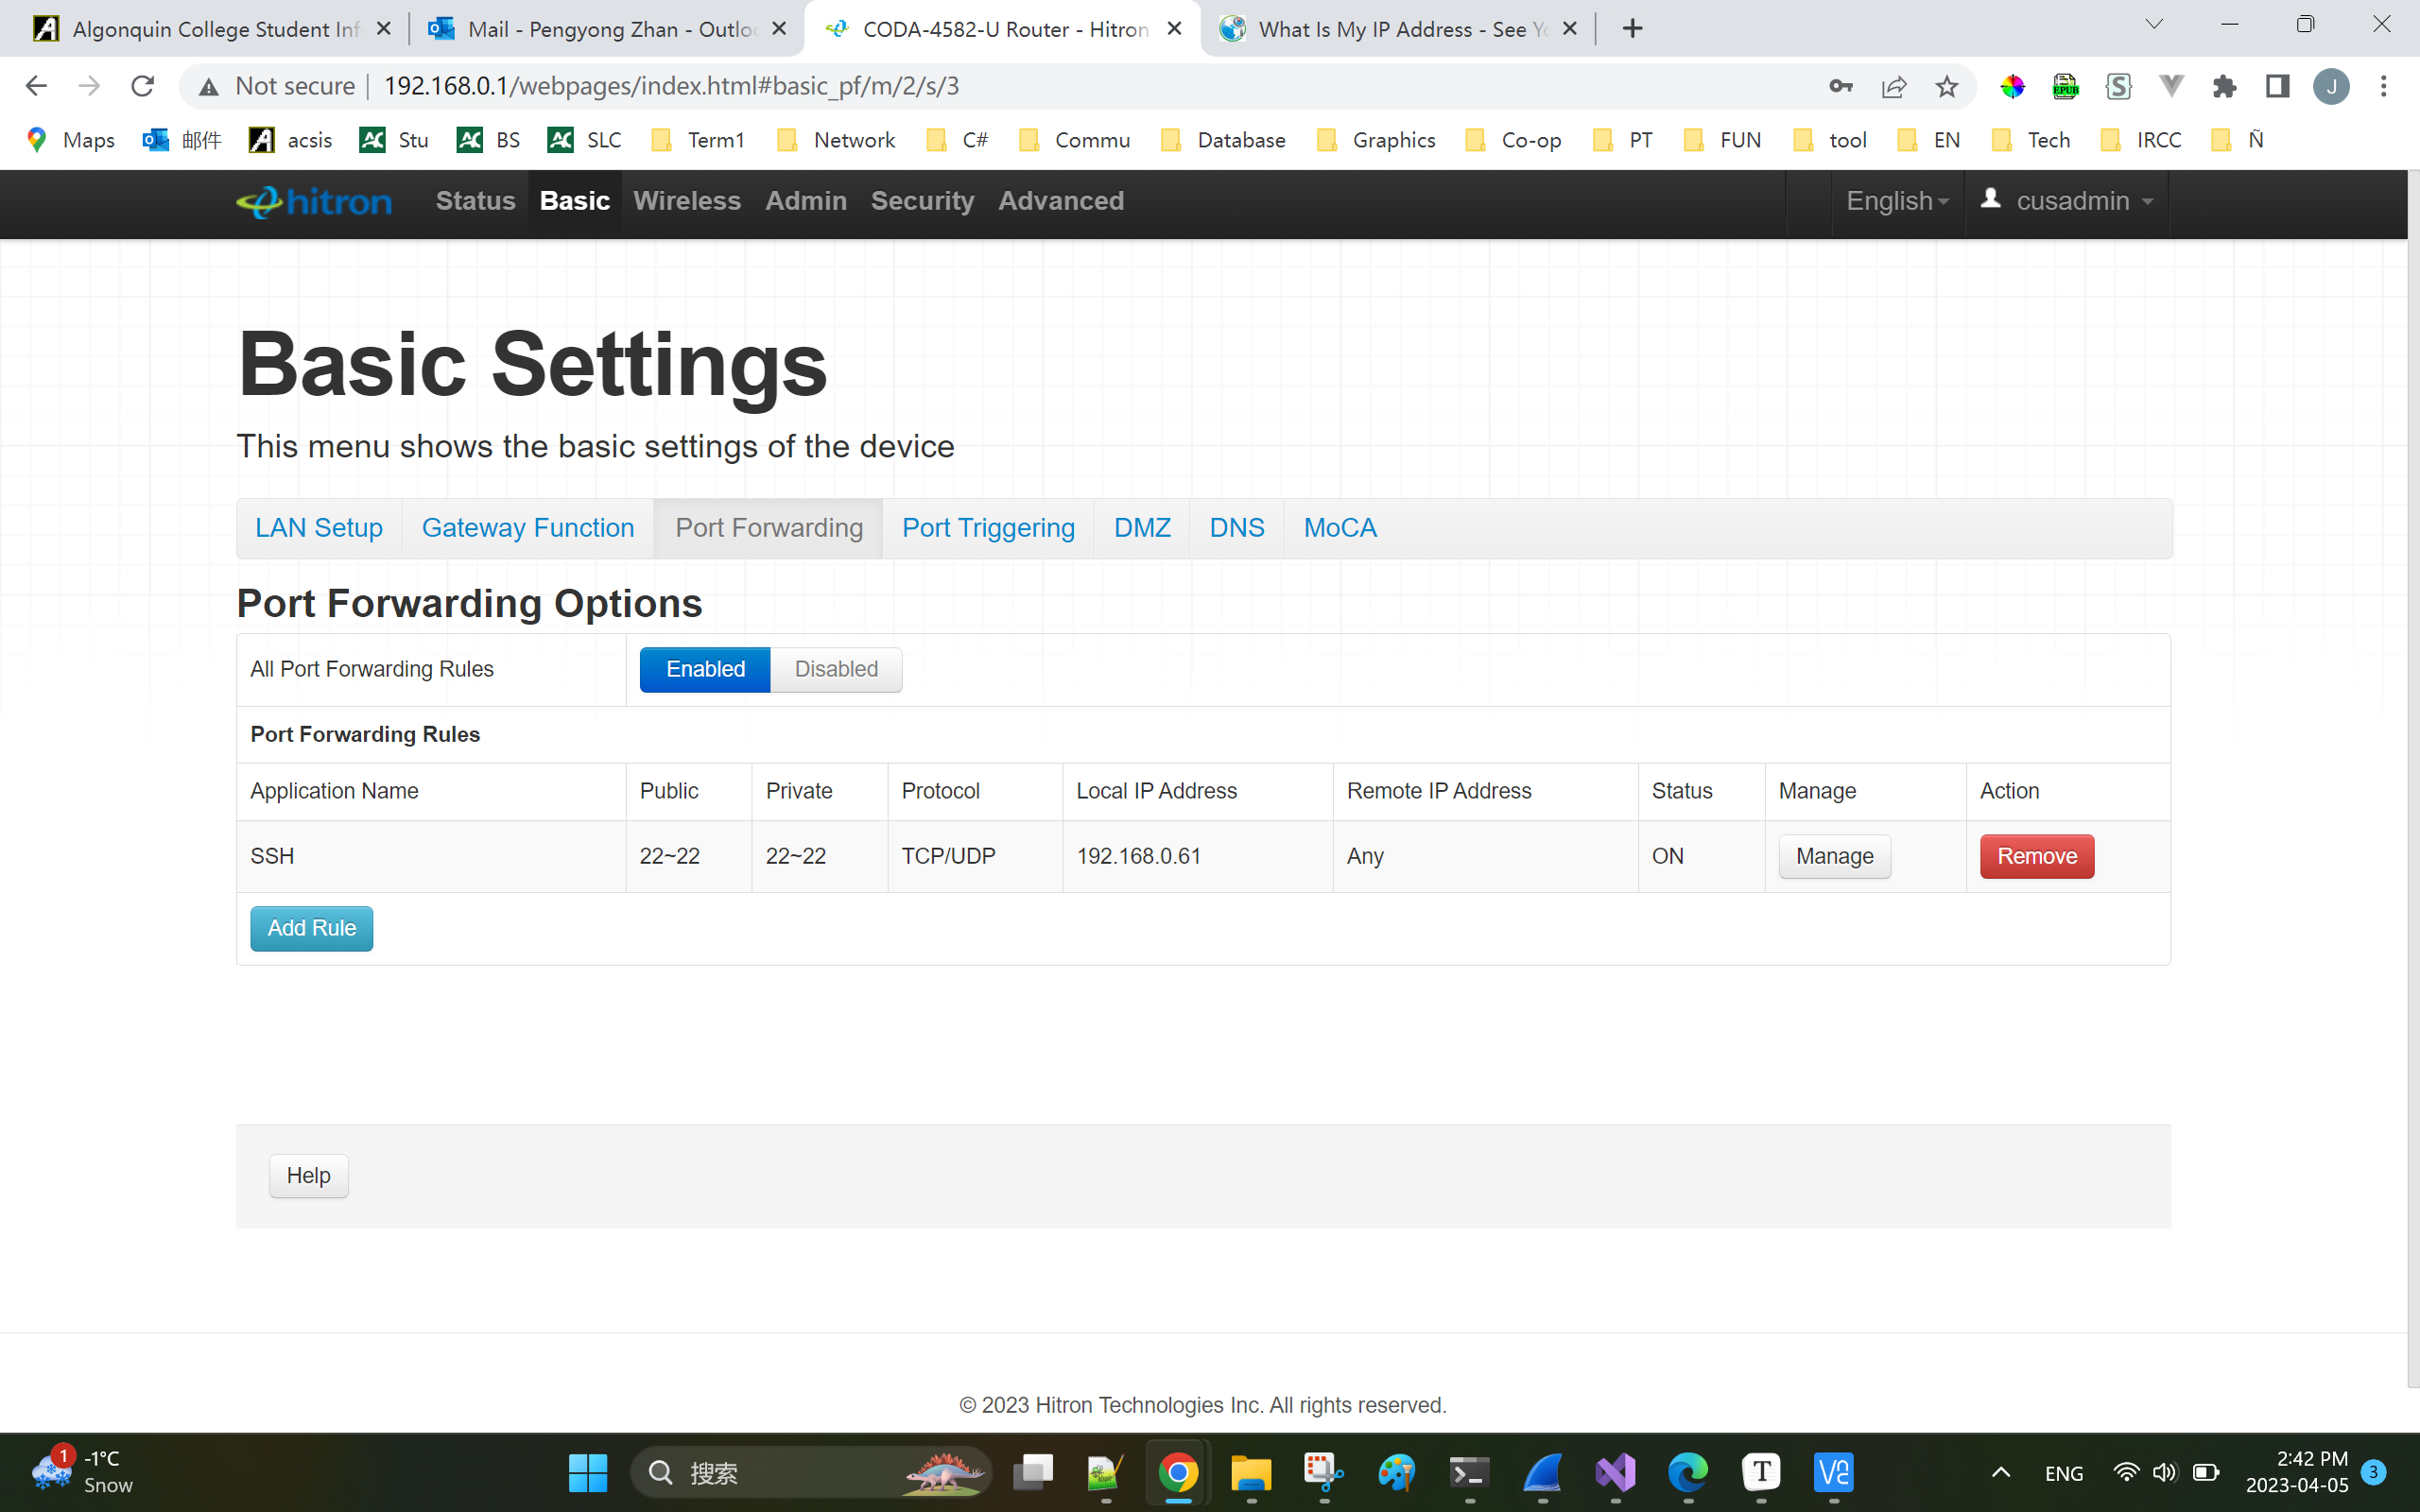 Algonquin College Student Inf
Mail - Pengyong Zhan - Outlo
CODA-4582-U Router - Hitron
What Is My IP Address - See Yo
Not secure
192.168.0.1/webpages/index.html#basic_pf/m/2/s/3
EPUB
J
Maps
邮件
acsis
Stu
BS
SLC
Term1
Network
C#
Commu
Database
Graphics
Co-op
PT
FUN
tool
EN
Tech
IRCC
Ñ
hitron
Status
Basic
Wireless
Admin
Security
Advanced
English
cusadmin
Basic Settings
This menu shows the basic settings of the device
LAN Setup
Gateway Function
Port Forwarding
Port Triggering
DMZ
DNS
MoCA
Port Forwarding Options
All Port Forwarding Rules
Enabled
Disabled
Port Forwarding Rules
Application Name
Public
Private
Protocol
Local IP Address
Remote IP Address
Status
Manage
Action
SSH
22~22
22~22
TCP/UDP
192.168.0.61
Any
ON
Manage
Remove
Add Rule
Help
© 2023 Hitron Technologies Inc. All rights reserved.
1
-1°C
Snow
搜索
T
ENG
2:42 PM
2023-04-05
3